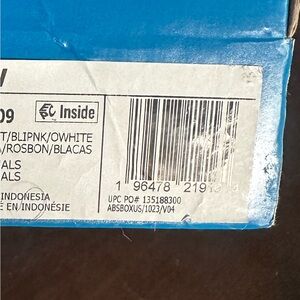 09
Inside
T/BLIPNK/OWHITE
/ROSBON/BLACAS
ALS
ALS
INDONESIA
E EN INDONÉSIE
1 96478 219
UPC PO# 135188300
ABSBOXUS/1023/V04